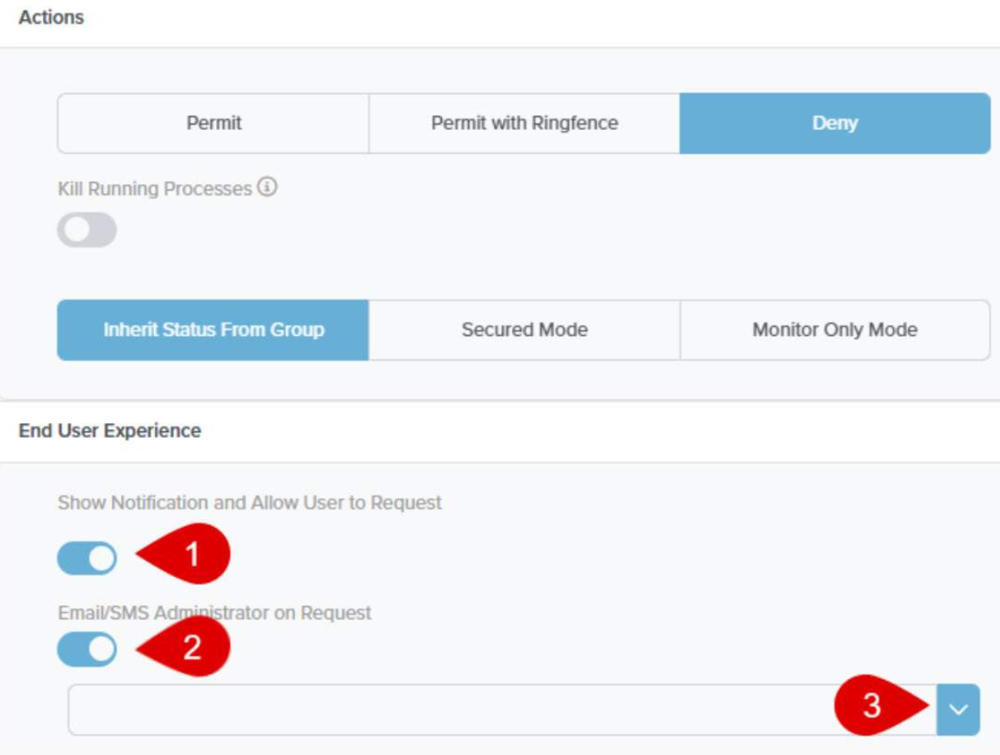 Actions
Permit
Permit with Ringfence
Deny
Kill Running Processes
Inherit Status From Group
Secured Mode
Monitor Only Mode
End User Experience
Show Notification and Allow User to Request
1
Email/SMS Administrator on Request
2
3